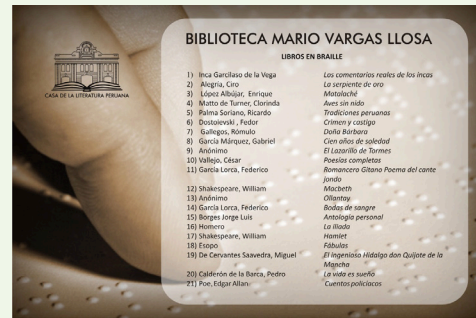 BIBLIOTECA MARIO VARGAS LLOSA
LIBROS EN BRAILLE
CASA DE LA LITERATURA PERUANA
1) Inca Garcilaso de la Vega Los comentarios reales de los incas
2) Alegría, Ciro La serpiente de oro
3) López Albújar, Enrique Matalaché
4) Matto de Turner, Clorinda Aves sin nido
5) Palma Soriano, Ricardo Tradiciones peruanas
6) Dostoievski , Fedor Crimen y castigo
7) Gallegos, Rómulo Doña Bárbara
8) García Márquez, Gabriel Cien años de soledad
9) Anónimo El Lazarillo de Tormes
10) Vallejo, César Poesías completas
11) García Lorca, Federico Romancero Gitano Poema del cante
jondo
12) Shakespeare, William Macbeth
13) Anónimo Ollantay
14) García Lorca, Federico Bodas de sangre
15) Borges Jorge Luis Antología personal
16) Homero La iliada
17) Shakespeare, William Hamlet
18) Esopo Fábulas
19) De Cervantes Saavedra, Miguel El ingenioso Hidalgo don Quijote de la
Mancha
20) Calderón de la Barca, Pedro La vida es sueño
21) Poe, Edgar Allan Cuentos policiacos